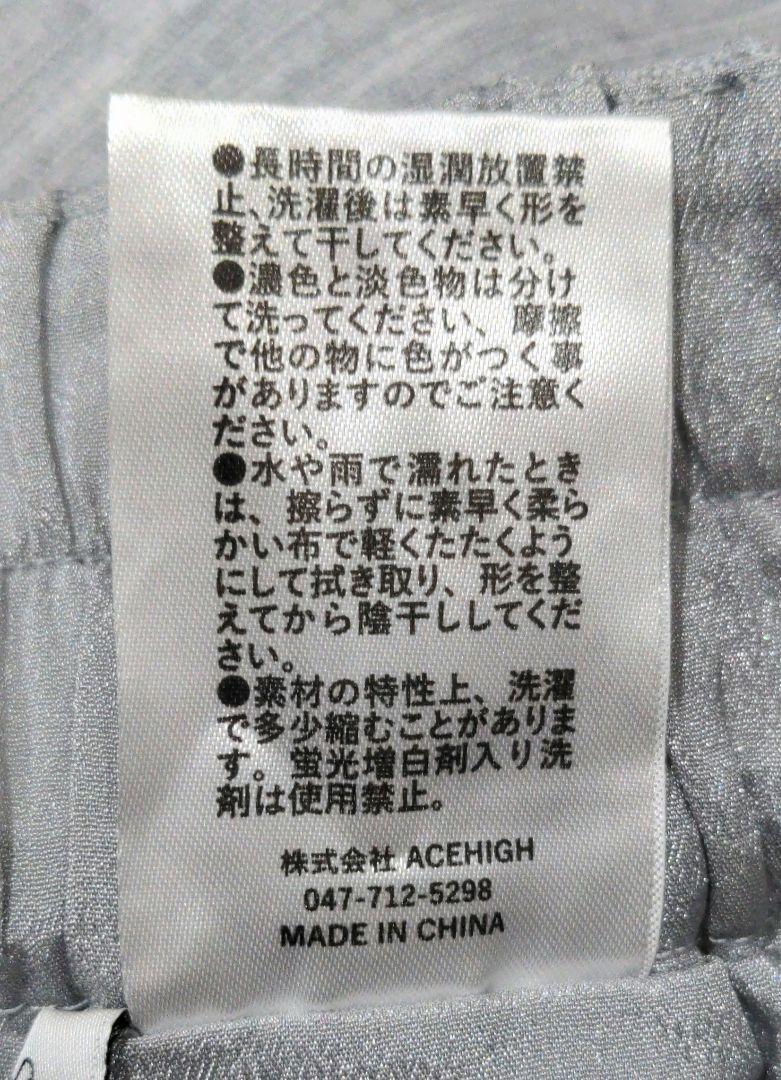 ●長時間の湿潤放置禁
止、洗濯後は素早く形を
整えて干してください。
●濃色と淡色物は分け
て洗ってください、摩擦
で他の物に色がつく事
がありますのでご注意く
ださい。
●水や雨で濡れたとき
は、擦らずに素早く柔ら
かい布で軽くたたくよう
にして拭き取り、形を整
えてから陰干ししてくだ
さい。
●素材の特性上、洗濯
で多少縮むことがありま
す。蛍光増白剤入り洗
剤は使用禁止。
株式会社 ACEHIGH
047-712-5298
MADE IN CHINA